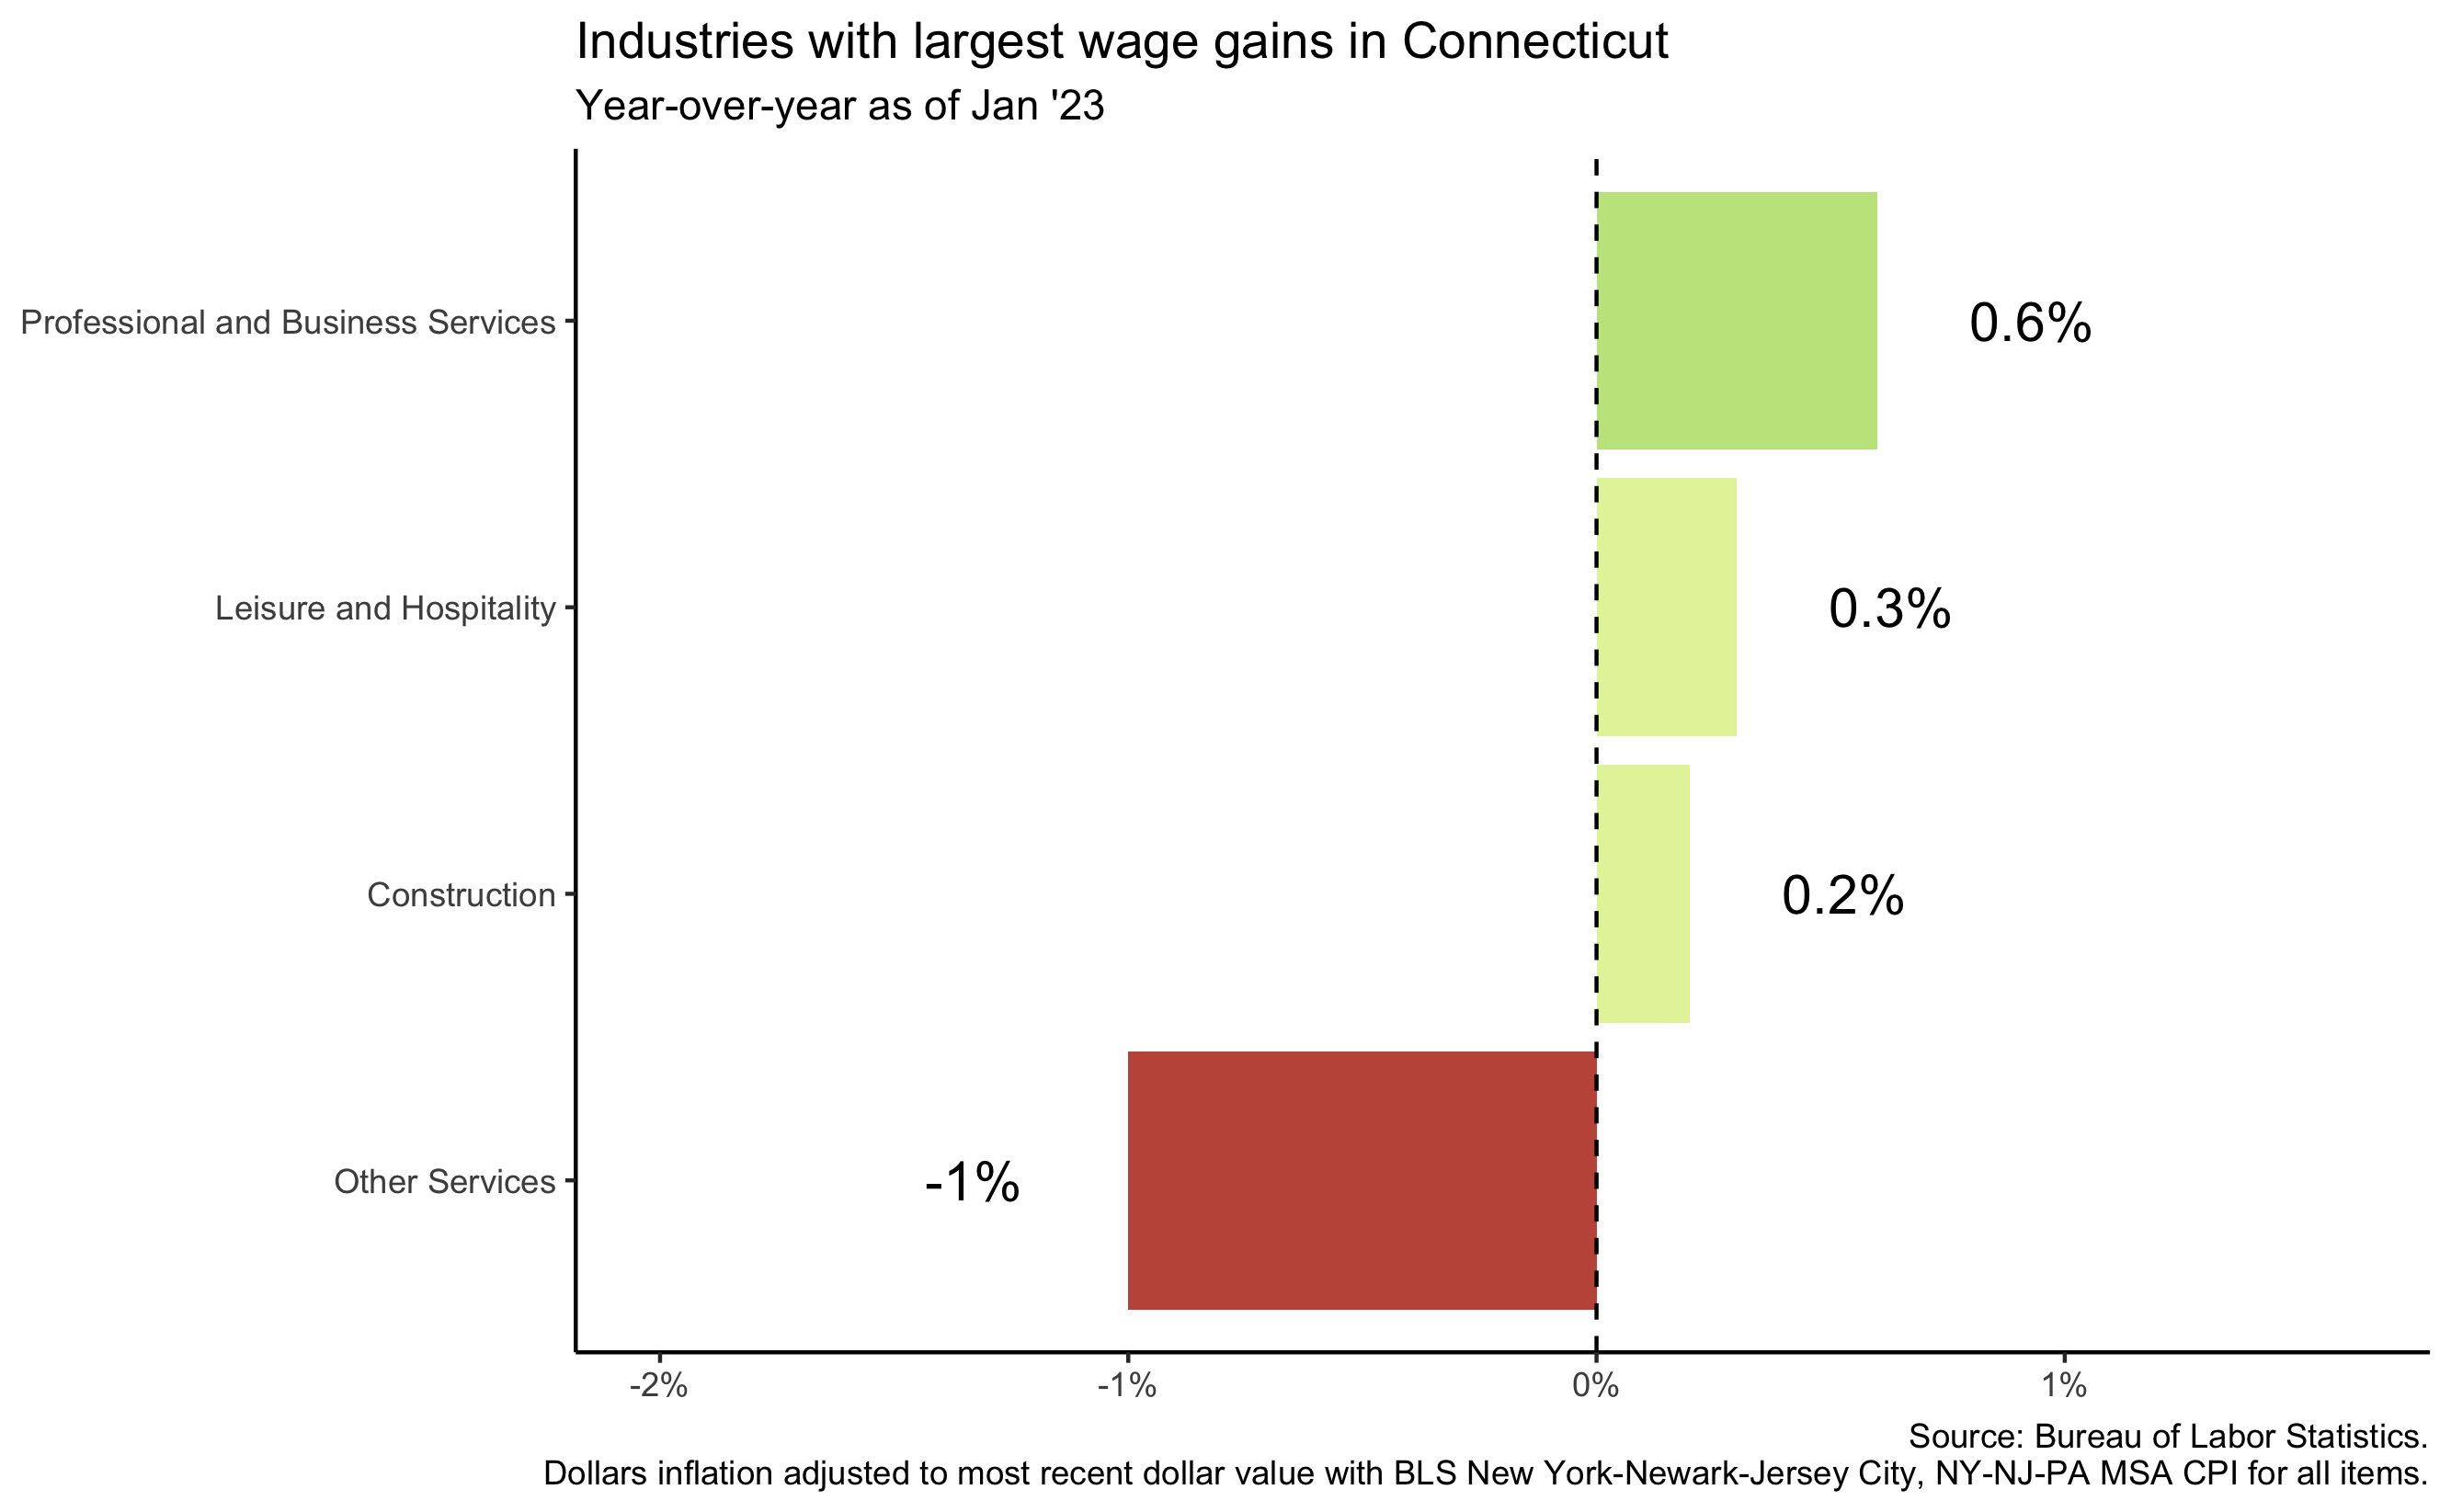 Industries with largest wage gains in Connecticut
Year-over-year as of Jan '23
Professional and Business Services
0.6%
Leisure and Hospitality
0.3%
Construction
0.2%
Other Services
-1%
-2%
-1%
0%
1%
Source: Bureau of Labor Statistics.
Dollars inflation adjusted to most recent dollar value with BLS New York-Newark-Jersey City, NY-NJ-PA MSA CPI for all items.